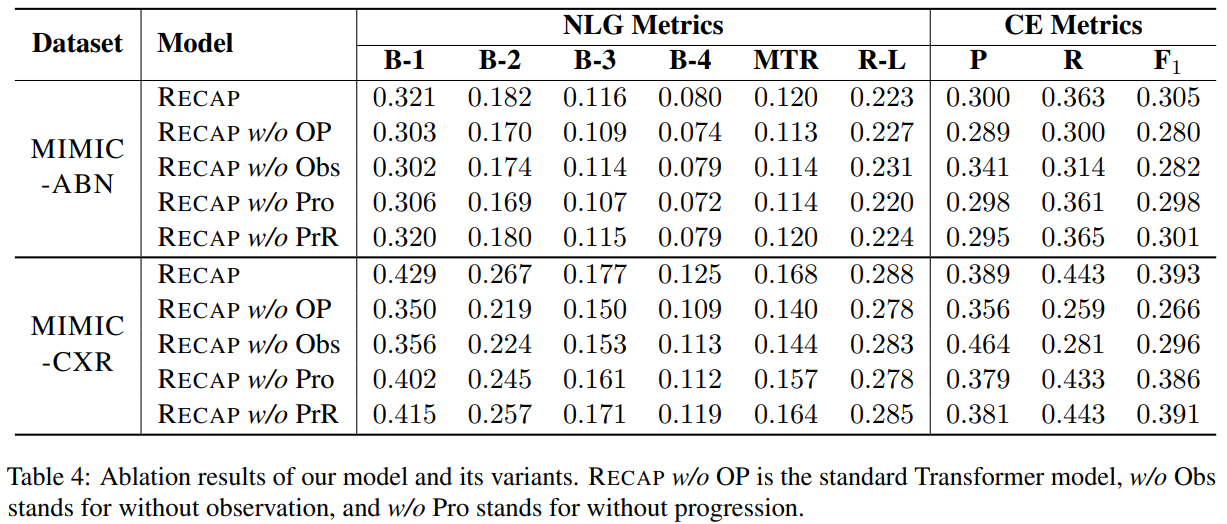 Dataset Model NLG Metrics CE Metrics
B-1 B-2 B-3 B-4 MTR R-L P R F1
MIMIC -ABN
RECAP 0.321 0.182 0.116 0.080 0.120 0.223 0.300 0.363 0.305
RECAP w/o OP 0.303 0.170 0.109 0.074 0.113 0.227 0.289 0.300 0.280
RECAP w/o Obs 0.302 0.174 0.114 0.079 0.114 0.231 0.341 0.314 0.282
RECAP w/o Pro 0.306 0.169 0.107 0.072 0.114 0.220 0.298 0.361 0.298
RECAP w/o PrR 0.320 0.180 0.115 0.079 0.120 0.224 0.295 0.365 0.301
MIMIC -CXR
RECAP 0.429 0.267 0.177 0.125 0.168 0.288 0.389 0.443 0.393
RECAP w/o OP 0.350 0.219 0.150 0.109 0.140 0.278 0.356 0.259 0.266
RECAP w/o Obs 0.356 0.224 0.153 0.113 0.144 0.283 0.464 0.281 0.296
RECAP w/o Pro 0.402 0.245 0.161 0.112 0.157 0.278 0.379 0.433 0.386
RECAP w/o PrR 0.415 0.257 0.171 0.119 0.164 0.285 0.381 0.443 0.391
Table 4: Ablation results of our model and its variants. RECAP w/o OP is the standard Transformer model, w/o Obs
stands for without observation, and w/o Pro stands for without progression.